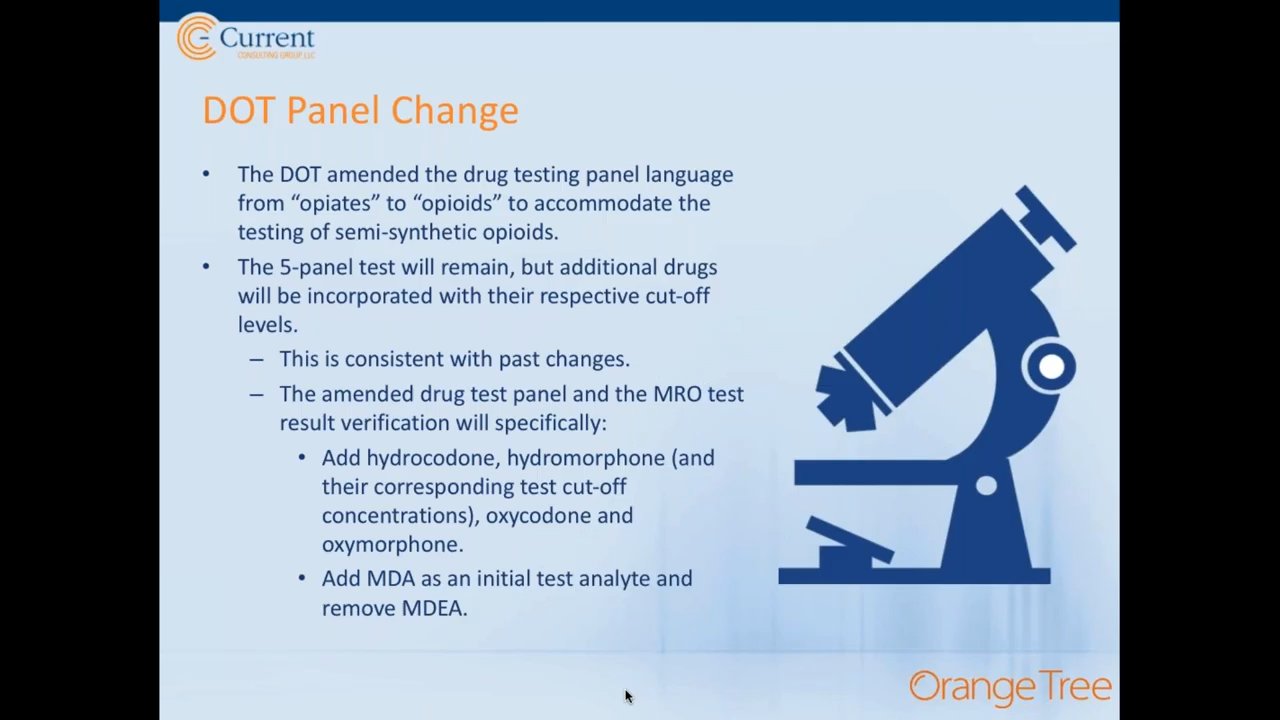 Current
CONSULTING GROUP, LLC
DOT Panel Change
• The DOT amended the drug testing panel language
from “opiates” to “opioids” to accommodate the
testing of semi-synthetic opioids.
• The 5-panel test will remain, but additional drugs
will be incorporated with their respective cut-off
levels.
– This is consistent with past changes.
– The amended drug test panel and the MRO test
result verification will specifically:
• Add hydrocodone, hydromorphone (and
their corresponding test cut-off
concentrations), oxycodone and
oxymorphone.
• Add MDA as an initial test analyte and
remove MDEA.
OrangeTree